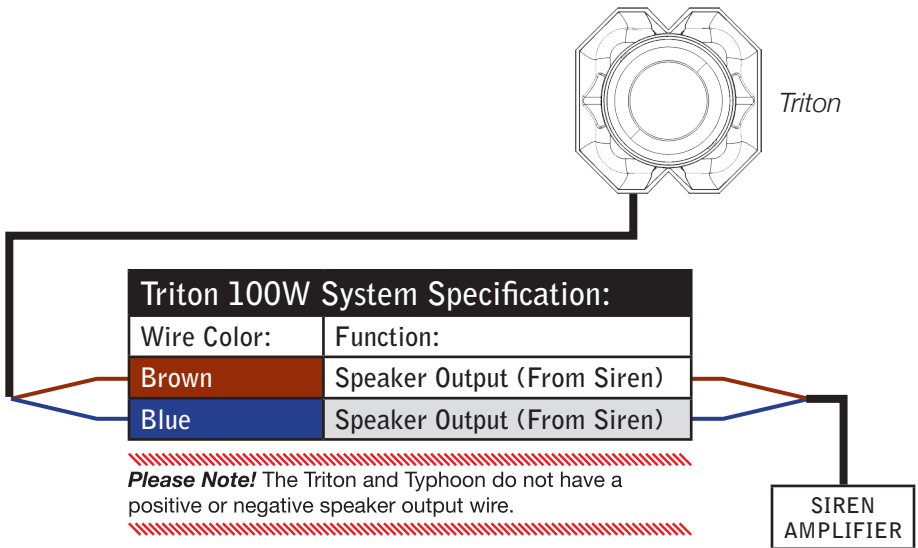 Triton
Triton 100W System Specification:
Wire Color: Function:
Brown Speaker Output (From Siren)
Blue Speaker Output (From Siren)
Please Note! The Triton and Typhoon do not have a
positive or negative speaker output wire.
SIREN
AMPLIFIER